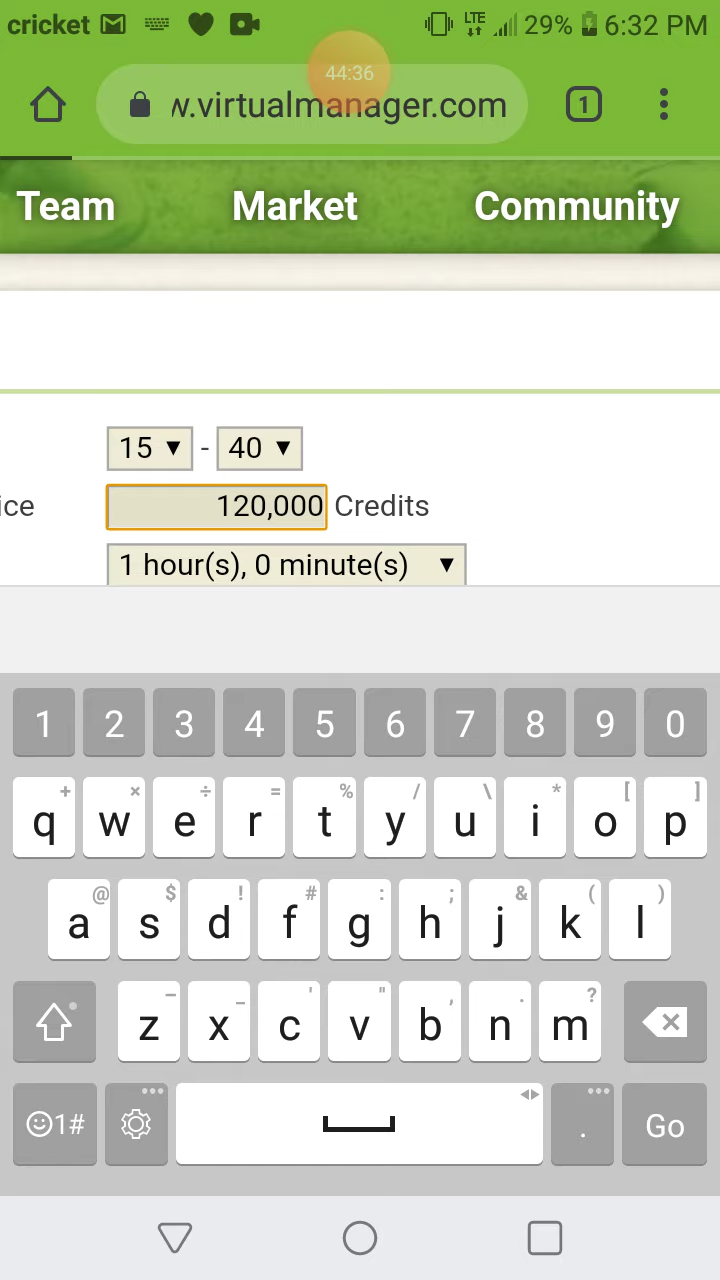 cricket LTE 29% 6:32 PM
44:36
w.virtualmanager.com 1
Team Market Community
15 ▼ - 40 ▼
ice 120,000 Credits
1 hour(s), 0 minute(s) ▼
1 2 3 4 5 6 7 8 9 0
+ × ÷ = % / \ * [ ]
q w e r t y u i o p
@ $ ! # : ; & ( )
a s d f g h j k l
– _ ' " , . ?
z x c v b n m
☺1# . Go